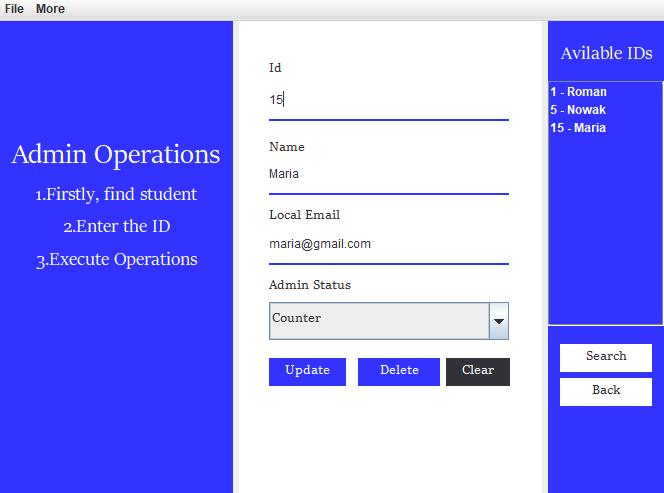 File More
Admin Operations
1.Firstly, find student
2.Enter the ID
3.Execute Operations
Id
15
Name
Maria
Local Email
maria@gmail.com
Admin Status
Counter
Update Delete Clear
Avilable IDs
1 - Roman
5 - Nowak
15 - Maria
Search
Back